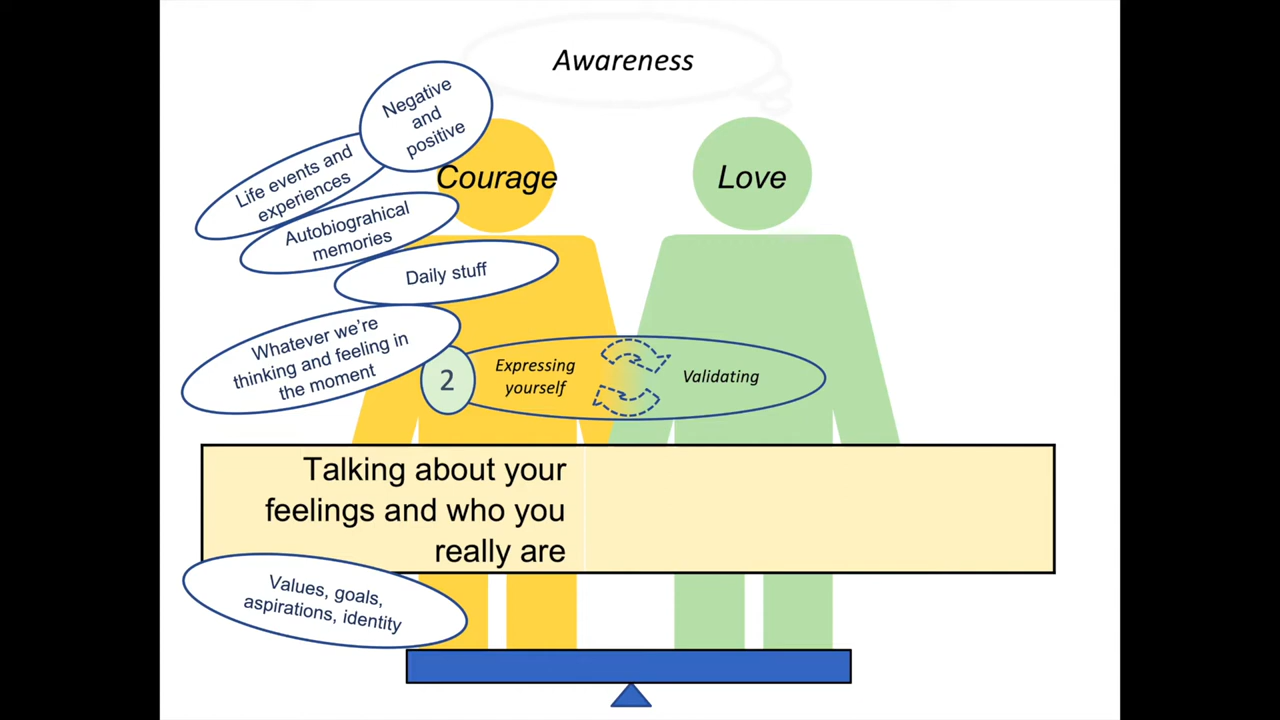 Awareness
Negative
and
positive
Courage
Love
Life events and
experiences
Autobiograhical
memories
Daily stuff
Whatever we're
thinking and feeling in
the moment
2
Expressing
yourself
Validating
Talking about your
feelings and who you
really are
Values, goals,
aspirations, identity